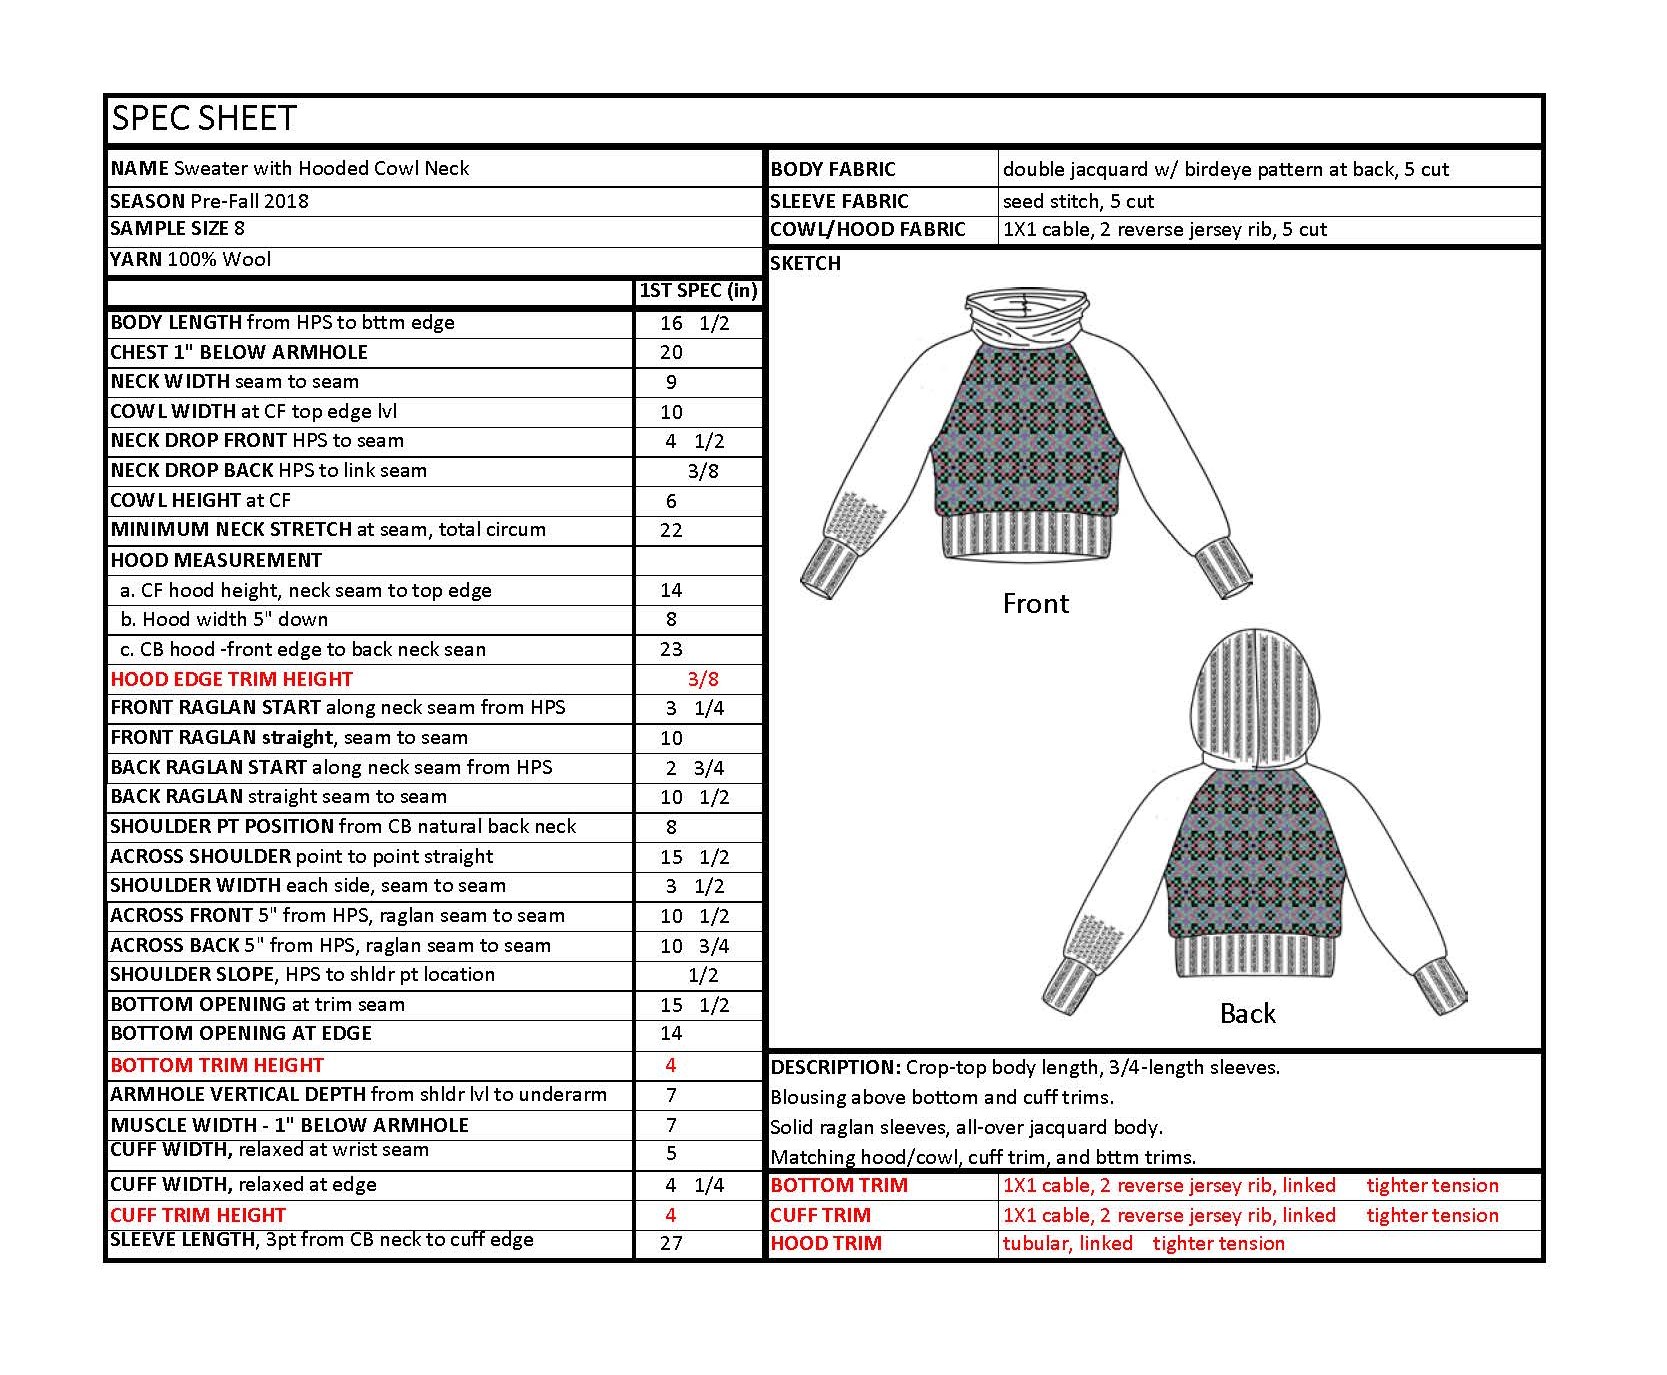 SPEC SHEET
NAME Sweater with Hooded Cowl Neck
SEASON Pre-Fall 2018
SAMPLE SIZE 8
YARN 100% Wool
BODY FABRIC double jacquard w/ birdeye pattern at back, 5 cut
SLEEVE FABRIC seed stitch, 5 cut
COWL/HOOD FABRIC 1X1 cable, 2 reverse jersey rib, 5 cut
1ST SPEC (in)
BODY LENGTH from HPS to bttm edge 16 1/2
CHEST 1" BELOW ARMHOLE 20
NECK WIDTH seam to seam 9
COWL WIDTH at CF top edge lvl 10
NECK DROP FRONT HPS to seam 4 1/2
NECK DROP BACK HPS to link seam 3/8
COWL HEIGHT at CF 6
MINIMUM NECK STRETCH at seam, total circum 22
HOOD MEASUREMENT
a. CF hood height, neck seam to top edge 14
b. Hood width 5" down 8
c. CB hood -front edge to back neck sean 23
HOOD EDGE TRIM HEIGHT 3/8
FRONT RAGLAN START along neck seam from HPS 3 1/4
FRONT RAGLAN straight, seam to seam 10
BACK RAGLAN START along neck seam from HPS 2 3/4
BACK RAGLAN straight seam to seam 10 1/2
SHOULDER PT POSITION from CB natural back neck 8
ACROSS SHOULDER point to point straight 15 1/2
SHOULDER WIDTH each side, seam to seam 3 1/2
ACROSS FRONT 5" from HPS, raglan seam to seam 10 1/2
ACROSS BACK 5" from HPS, raglan seam to seam 10 3/4
SHOULDER SLOPE, HPS to shldr pt location 1/2
BOTTOM OPENING at trim seam 15 1/2
BOTTOM OPENING AT EDGE 14
BOTTOM TRIM HEIGHT 4
ARMHOLE VERTICAL DEPTH from shldr lvl to underarm 7
MUSCLE WIDTH - 1" BELOW ARMHOLE 7
CUFF WIDTH, relaxed at wrist seam 5
CUFF WIDTH, relaxed at edge 4 1/4
CUFF TRIM HEIGHT 4
SLEEVE LENGTH, 3pt from CB neck to cuff edge 27
SKETCH
Front
Back
DESCRIPTION: Crop-top body length, 3/4-length sleeves.
Blousing above bottom and cuff trims.
Solid raglan sleeves, all-over jacquard body.
Matching hood/cowl, cuff trim, and bttm trims.
BOTTOM TRIM 1X1 cable, 2 reverse jersey rib, linked tighter tension
CUFF TRIM 1X1 cable, 2 reverse jersey rib, linked tighter tension
HOOD TRIM tubular, linked tighter tension